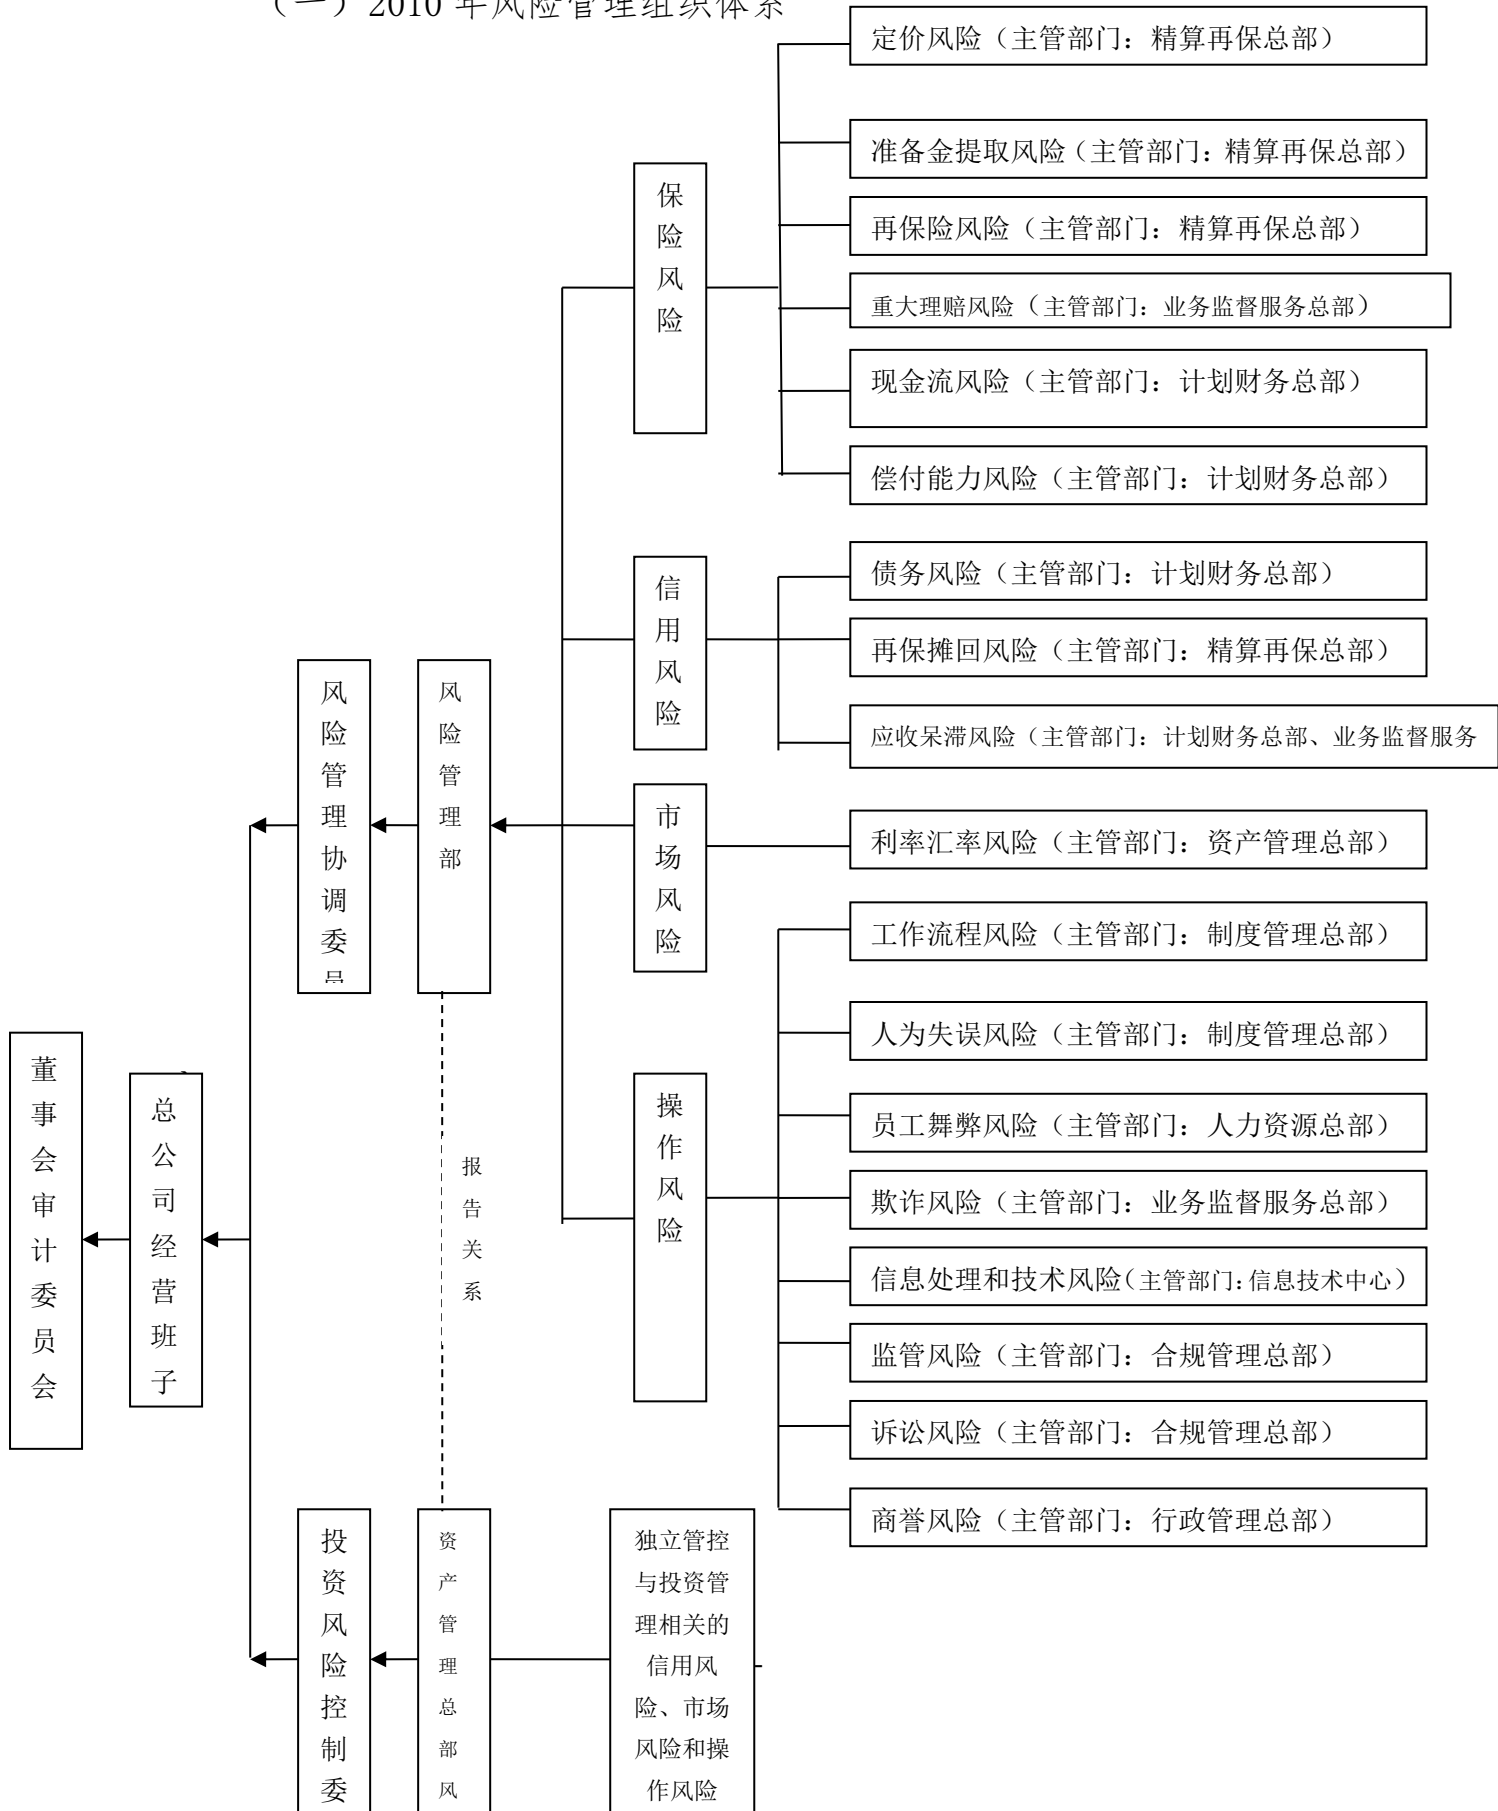 （一）2010 年风险管理组织体系
定价风险（主管部门：精算再保总部）
准备金提取风险（主管部门：精算再保总部）
再保险风险（主管部门：精算再保总部）
重大理赔风险（主管部门：业务监督服务总部）
现金流风险（主管部门：计划财务总部）
偿付能力风险（主管部门：计划财务总部）
保险风险
债务风险（主管部门：计划财务总部）
再保摊回风险（主管部门：精算再保总部）
应收呆滞风险（主管部门：计划财务总部、业务监督服务
信用风险
利率汇率风险（主管部门：资产管理总部）
市场风险
工作流程风险（主管部门：制度管理总部）
人为失误风险（主管部门：制度管理总部）
员工舞弊风险（主管部门：人力资源总部）
欺诈风险（主管部门：业务监督服务总部）
信息处理和技术风险（主管部门：信息技术中心）
监管风险（主管部门：合规管理总部）
诉讼风险（主管部门：合规管理总部）
商誉风险（主管部门：行政管理总部）
操作风险
风险管理部
风险管理协调委员
报告关系
董事会审计委员会
总公司经营班子
投资风险控制委
资产管理总部风
独立管控
与投资管
理相关的
信用风
险、市场
风险和操
作风险